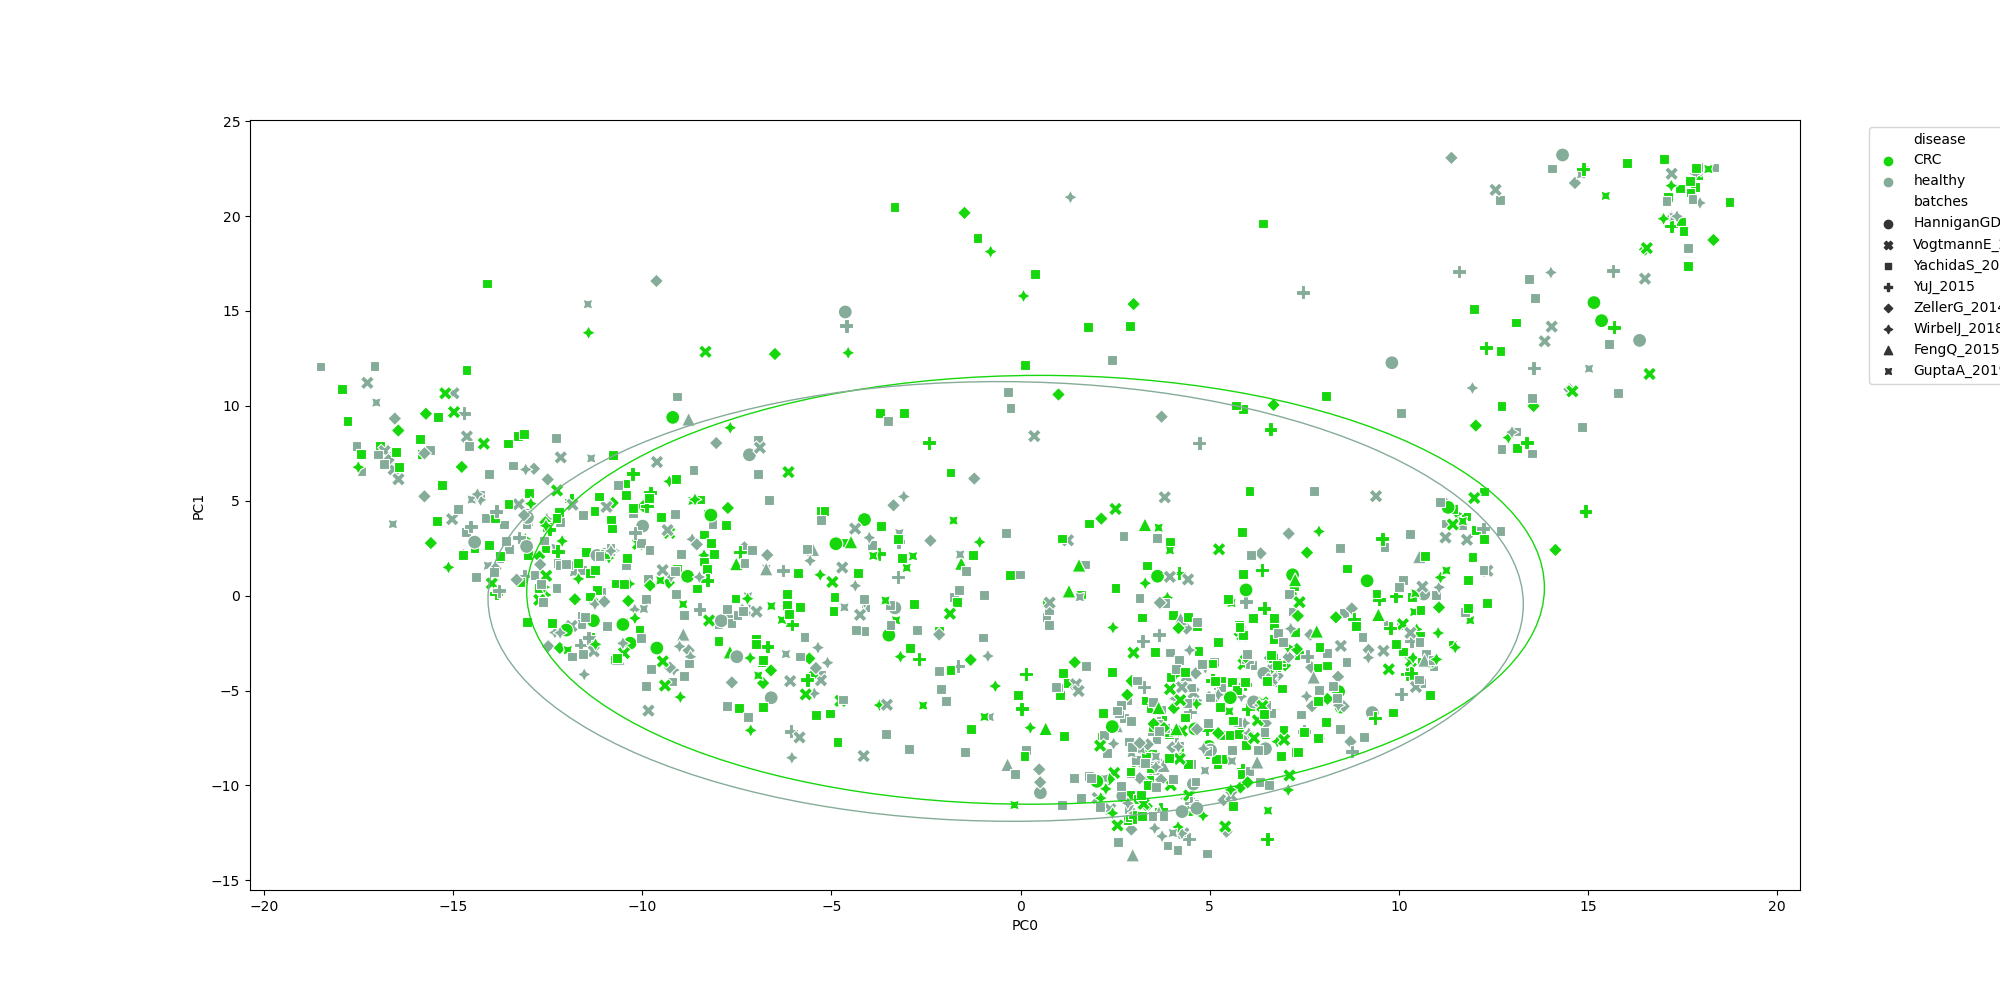 disease
CRC
healthy
batches
HanniganGD
VogtmannE_
YachidaS_20
YuJ_2015
ZellerG_2014
WirbelJ_2018
FengQ_2015
GuptaA_201
25
20
15
10
5
0
−5
−10
−15
PC1
−20 −15 −10 −5 0 5 10 15 20
PC0